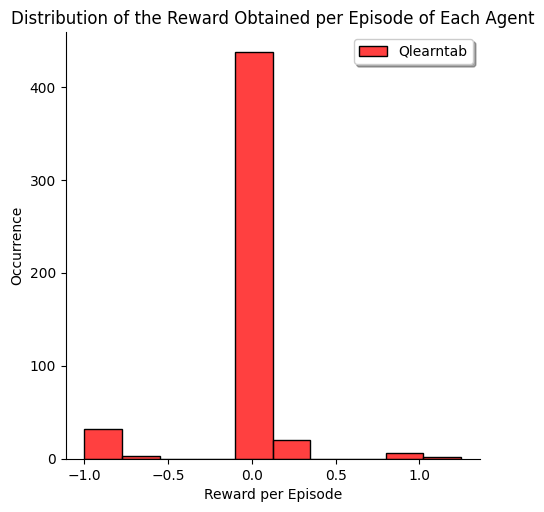 Distribution of the Reward Obtained per Episode of Each Agent
Qlearntab
400
300
200
100
0
Occurrence
−1.0 −0.5 0.0 0.5 1.0
Reward per Episode